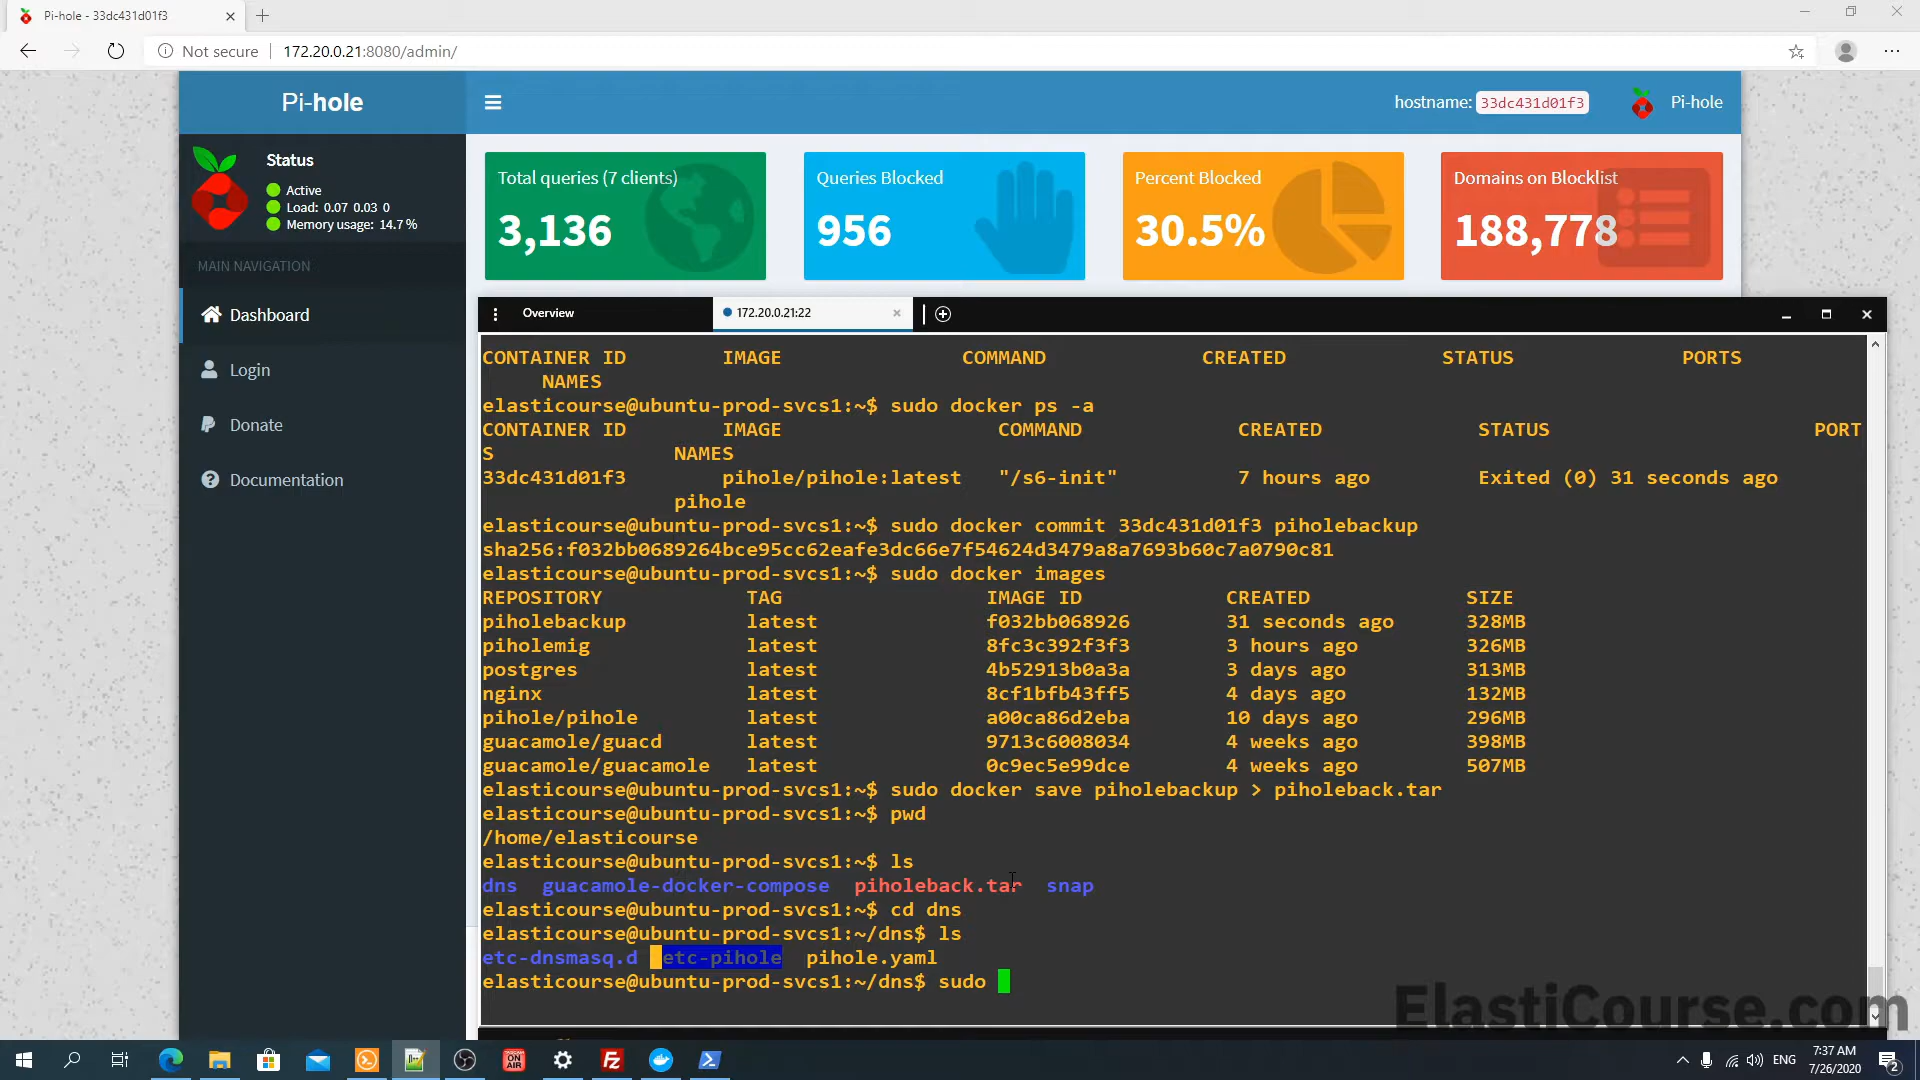 Pi-hole - 33dc431d01f3
Not secure
172.20.0.21:8080/admin/
Pi-hole
hostname: 33dc431d01f3
Pi-hole
Status
Active
Load: 0.07 0.03 0
Memory usage: 14.7 %
Total queries (7 clients)
3,136
Queries Blocked
956
Percent Blocked
30.5%
Domains on Blocklist
188,778
MAIN NAVIGATION
Dashboard
Login
Donate
Documentation
Overview
172.20.0.21:22
CONTAINER ID IMAGE COMMAND CREATED STATUS PORTS
NAMES
elasticourse@ubuntu-prod-svcs1:~$ sudo docker ps -a
CONTAINER ID IMAGE COMMAND CREATED STATUS PORT
S NAMES
33dc431d01f3 pihole/pihole:latest "/s6-init" 7 hours ago Exited (0) 31 seconds ago
pihole
elasticourse@ubuntu-prod-svcs1:~$ sudo docker commit 33dc431d01f3 piholebackup
sha256:f032bb0689264bce95cc62eafe3dc66e7f54624d3479a8a7693b60c7a0790c81
elasticourse@ubuntu-prod-svcs1:~$ sudo docker images
REPOSITORY TAG IMAGE ID CREATED SIZE
piholebackup latest f032bb068926 31 seconds ago 328MB
piholemig latest 8fc3c392f3f3 3 hours ago 326MB
postgres latest 4b52913b0a3a 3 days ago 313MB
nginx latest 8cf1bfb43ff5 4 days ago 132MB
pihole/pihole latest a00ca86d2eba 10 days ago 296MB
guacamole/guacd latest 9713c6008034 4 weeks ago 398MB
guacamole/guacamole latest 0c9ec5e99dce 4 weeks ago 507MB
elasticourse@ubuntu-prod-svcs1:~$ sudo docker save piholebackup > piholeback.tar
elasticourse@ubuntu-prod-svcs1:~$ pwd
/home/elasticourse
elasticourse@ubuntu-prod-svcs1:~$ ls
dns guacamole-docker-compose piholeback.tar snap
elasticourse@ubuntu-prod-svcs1:~$ cd dns
elasticourse@ubuntu-prod-svcs1:~/dns$ ls
etc-dnsmasq.d etc-pihole pihole.yaml
elasticourse@ubuntu-prod-svcs1:~/dns$ sudo
ElastiCourse.com
ON AIR
Fz
ENG
7:37 AM
7/26/2020
2